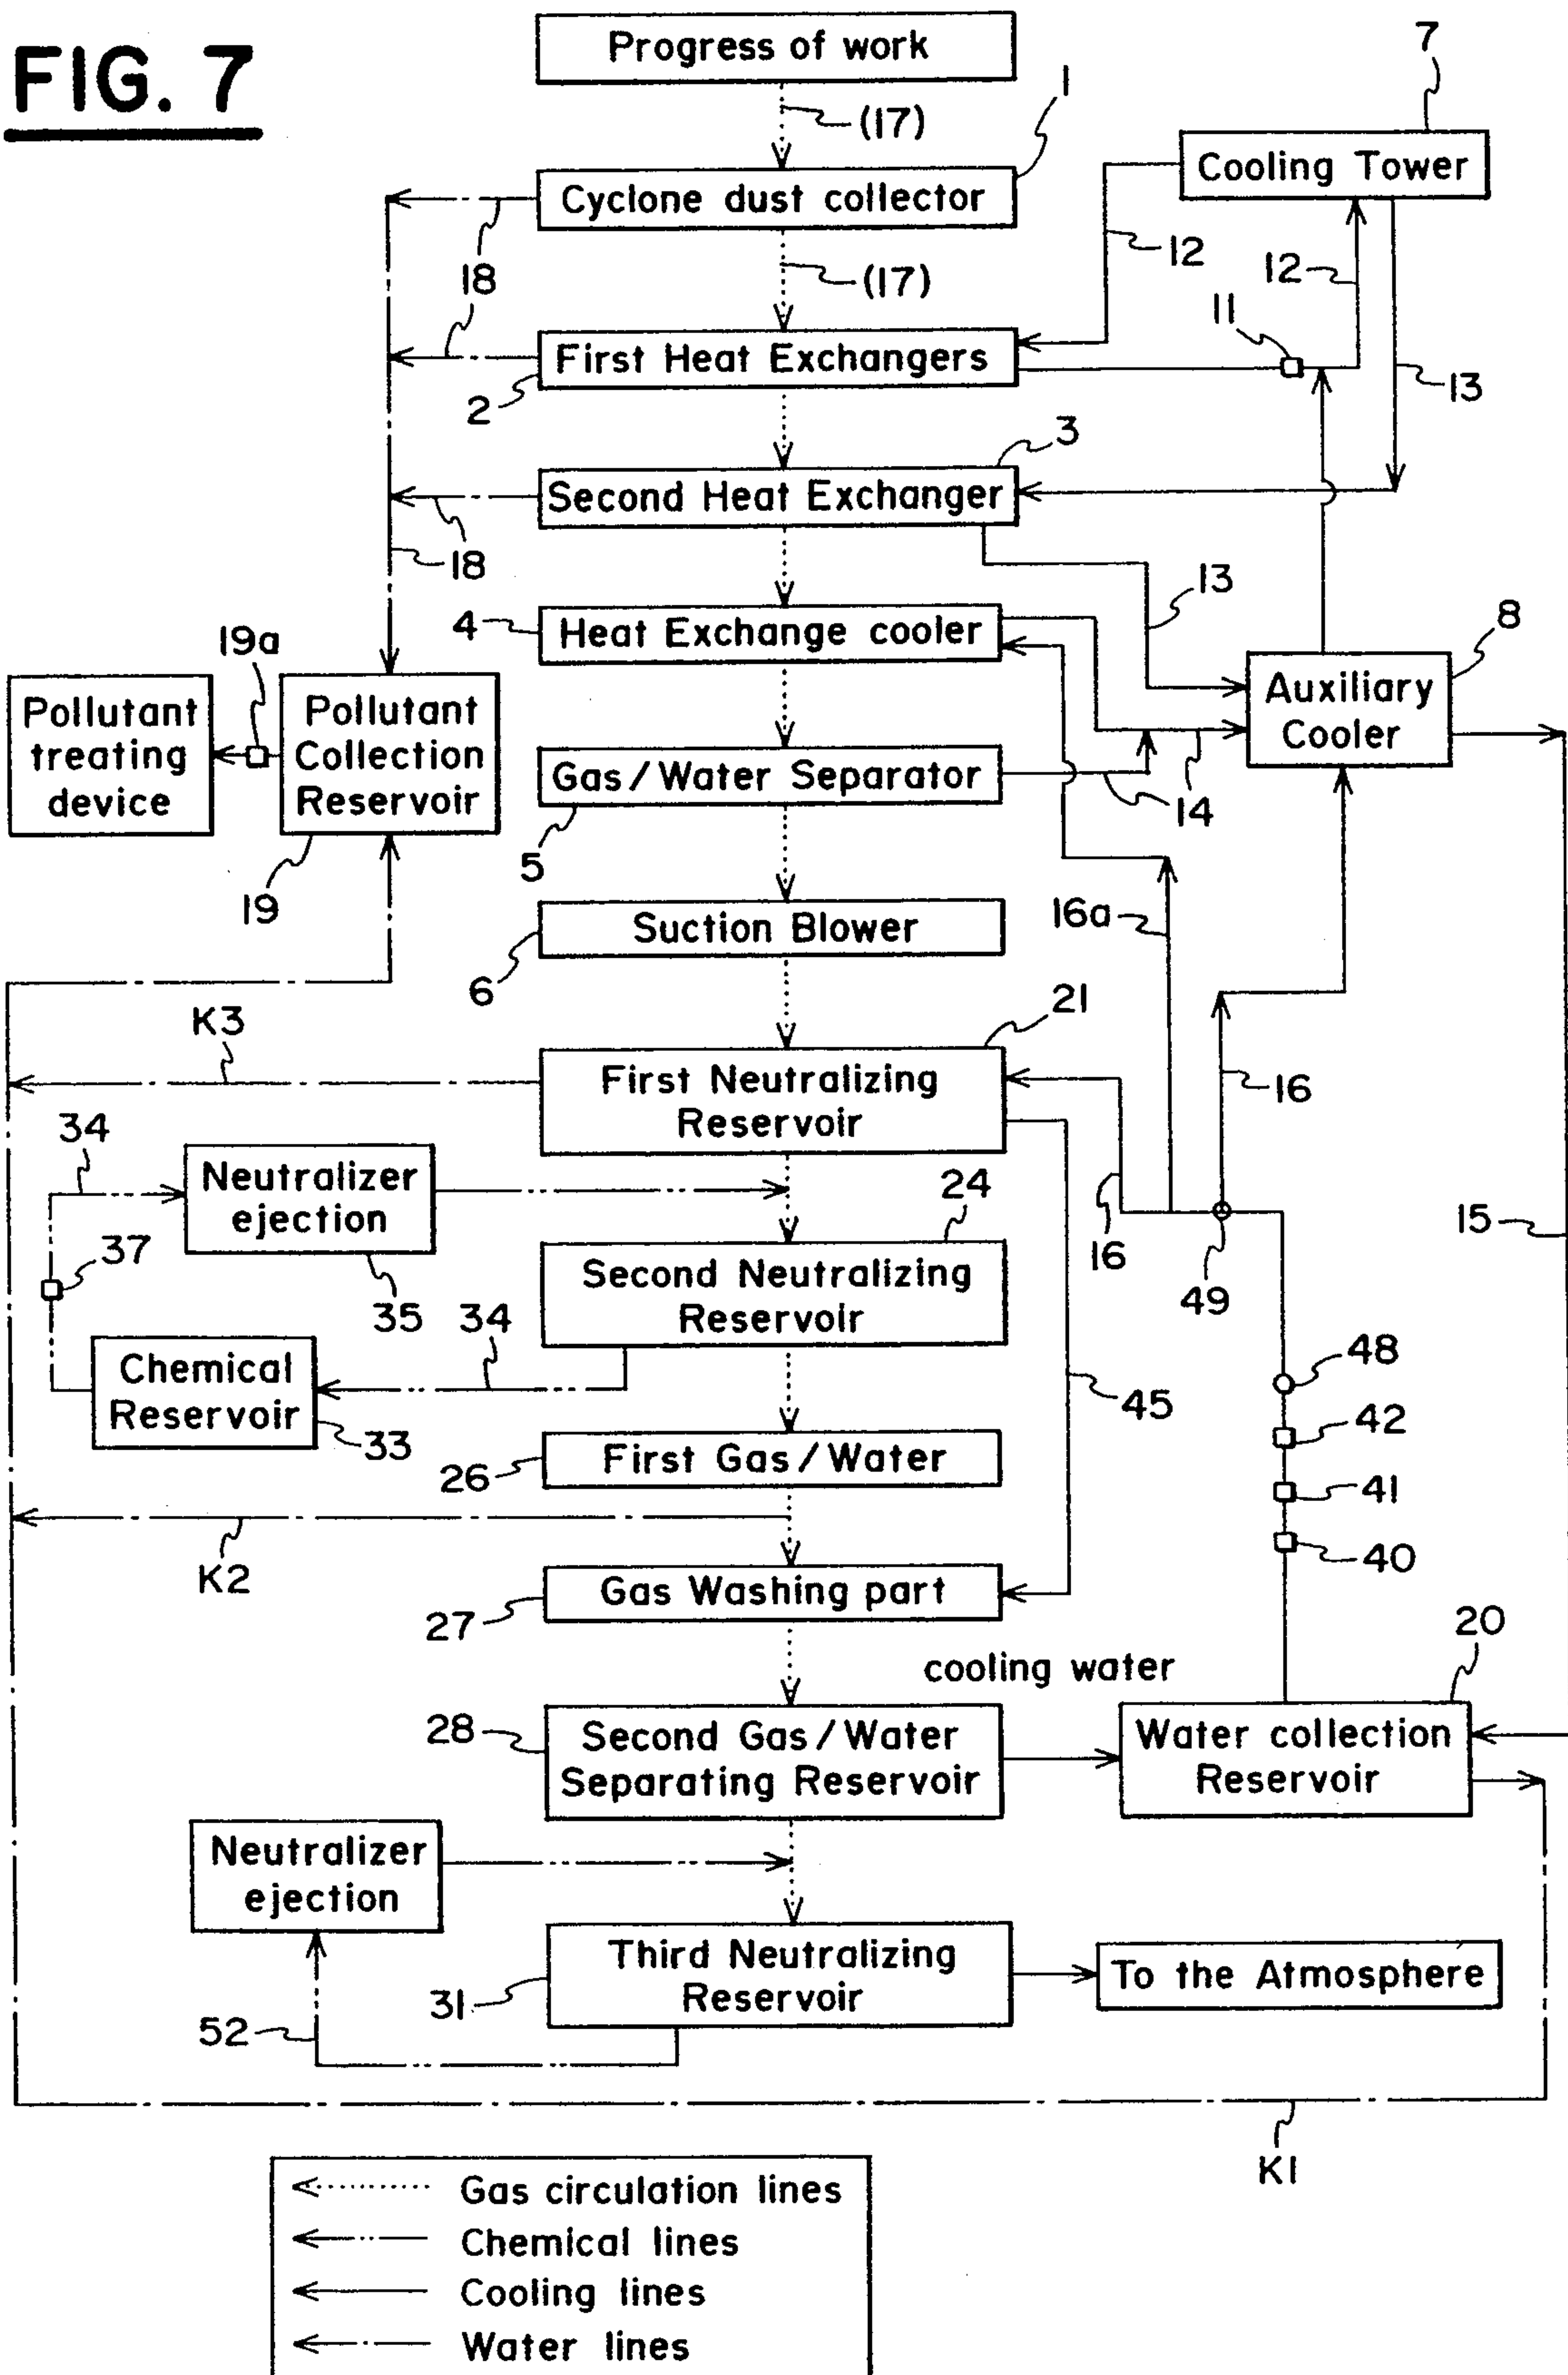 FIG. 7
Progress of work
7
(17)
1
Cooling Tower
Cyclone dust collector
18
(17)
12
12
11
18
First Heat Exchangers
2
13
3
Second Heat Exchanger
18
18
13
4
Heat Exchange cooler
8
19a
Pollutant
treating
device
Pollutant
Collection
Reservoir
Auxiliary
Cooler
Gas/Water Separator
14
5
19
16a
Suction Blower
6
21
K3
First Neutralizing
Reservoir
16
34
Neutralizer
ejection
24
15
37
16
49
35
Second Neutralizing
Reservoir
34
48
Chemical
Reservoir
45
42
33
First Gas/Water
26
41
40
K2
Gas Washing part
27
20
cooling water
28
Second Gas/Water
Separating Reservoir
Water collection
Reservoir
Neutralizer
ejection
Third Neutralizing
Reservoir
To the Atmosphere
31
52
K1
Gas circulation lines
Chemical lines
Cooling lines
Water lines